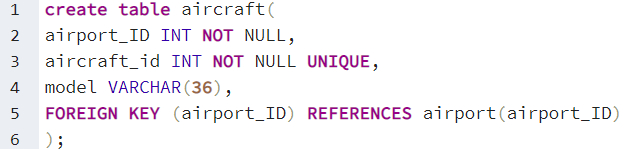 1 create table aircraft(
2 airport_ID INT NOT NULL,
3 aircraft_id INT NOT NULL UNIQUE,
4 model VARCHAR(36),
5 FOREIGN KEY (airport_ID) REFERENCES airport(airport_ID)
6 );